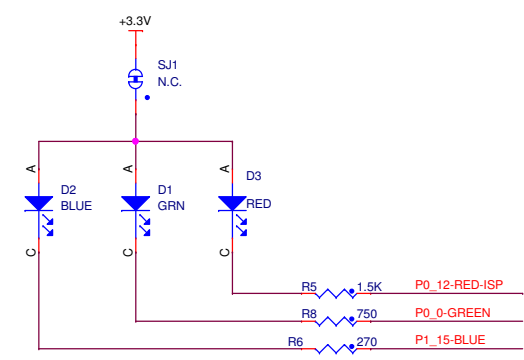 +3.3V
SJ1
N.C.
A
A
A
D2
BLUE
D1
GRN
D3
RED
C
C
C
R5 1.5K P0_12-RED-ISP
R8 750 P0_0-GREEN
R6 270 P1_15-BLUE